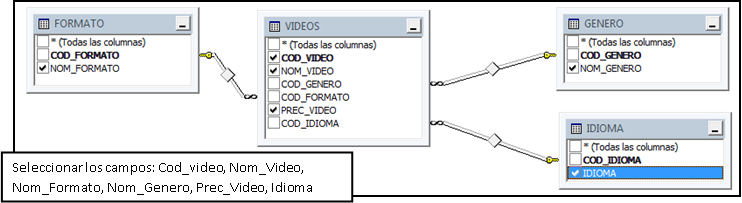 FORMATO
* (Todas las columnas)
COD_FORMATO
NOM_FORMATO
VIDEOS
* (Todas las columnas)
COD_VIDEO
NOM_VIDEO
COD_GENERO
COD_FORMATO
PREC_VIDEO
COD_IDIOMA
GENERO
* (Todas las columnas)
COD_GENERO
NOM_GENERO
IDIOMA
* (Todas las columnas)
COD_IDIOMA
IDIOMA
Seleccionar los campos: Cod_video, Nom_Video,
Nom_Formato, Nom_Genero, Prec_Video, Idioma